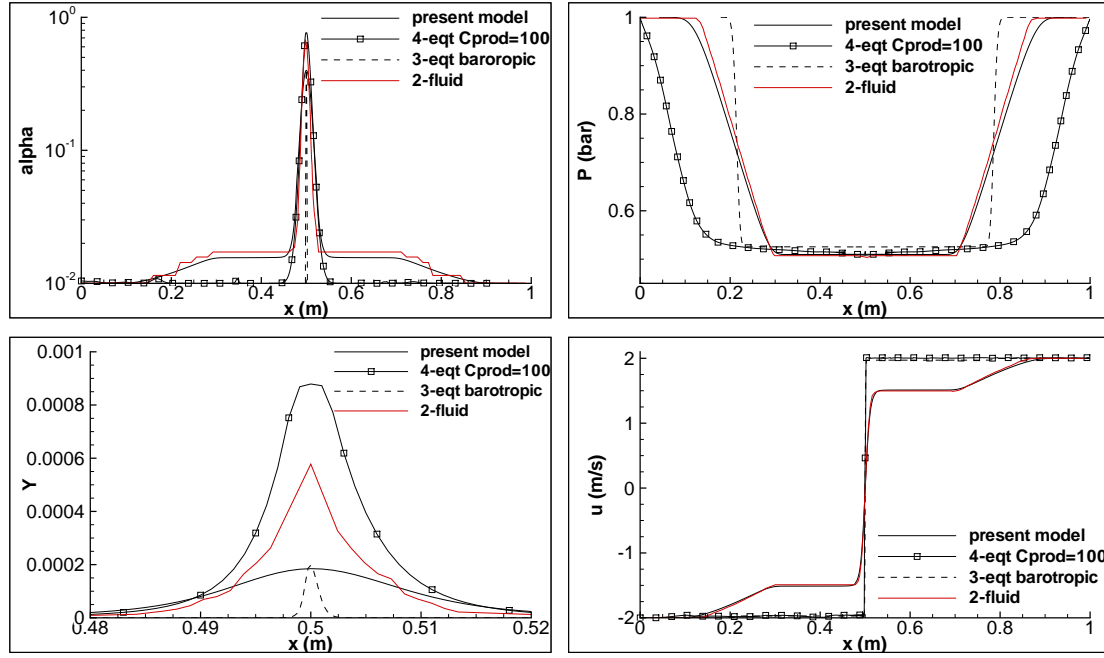 alpha
10^0
10^-1
10^-2
0
0.2
0.4
0.6
0.8
1
x (m)
present model
4-eqt Cprod=100
3-eqt baroropic
2-fluid
P (bar)
1
0.8
0.6
0
0.2
0.4
0.6
0.8
1
x (m)
present model
4-eqt Cprod=100
3-eqt barotropic
2-fluid
Y
0.001
0.0008
0.0006
0.0004
0.0002
0
0.48
0.49
0.5
0.51
0.52
x (m)
present model
4-eqt Cprod=100
3-eqt barotropic
2-fluid
u (m/s)
2
1
0
-1
-2
0
0.2
0.4
0.6
0.8
1
x (m)
present model
4-eqt Cprod=100
3-eqt barotropic
2-fluid